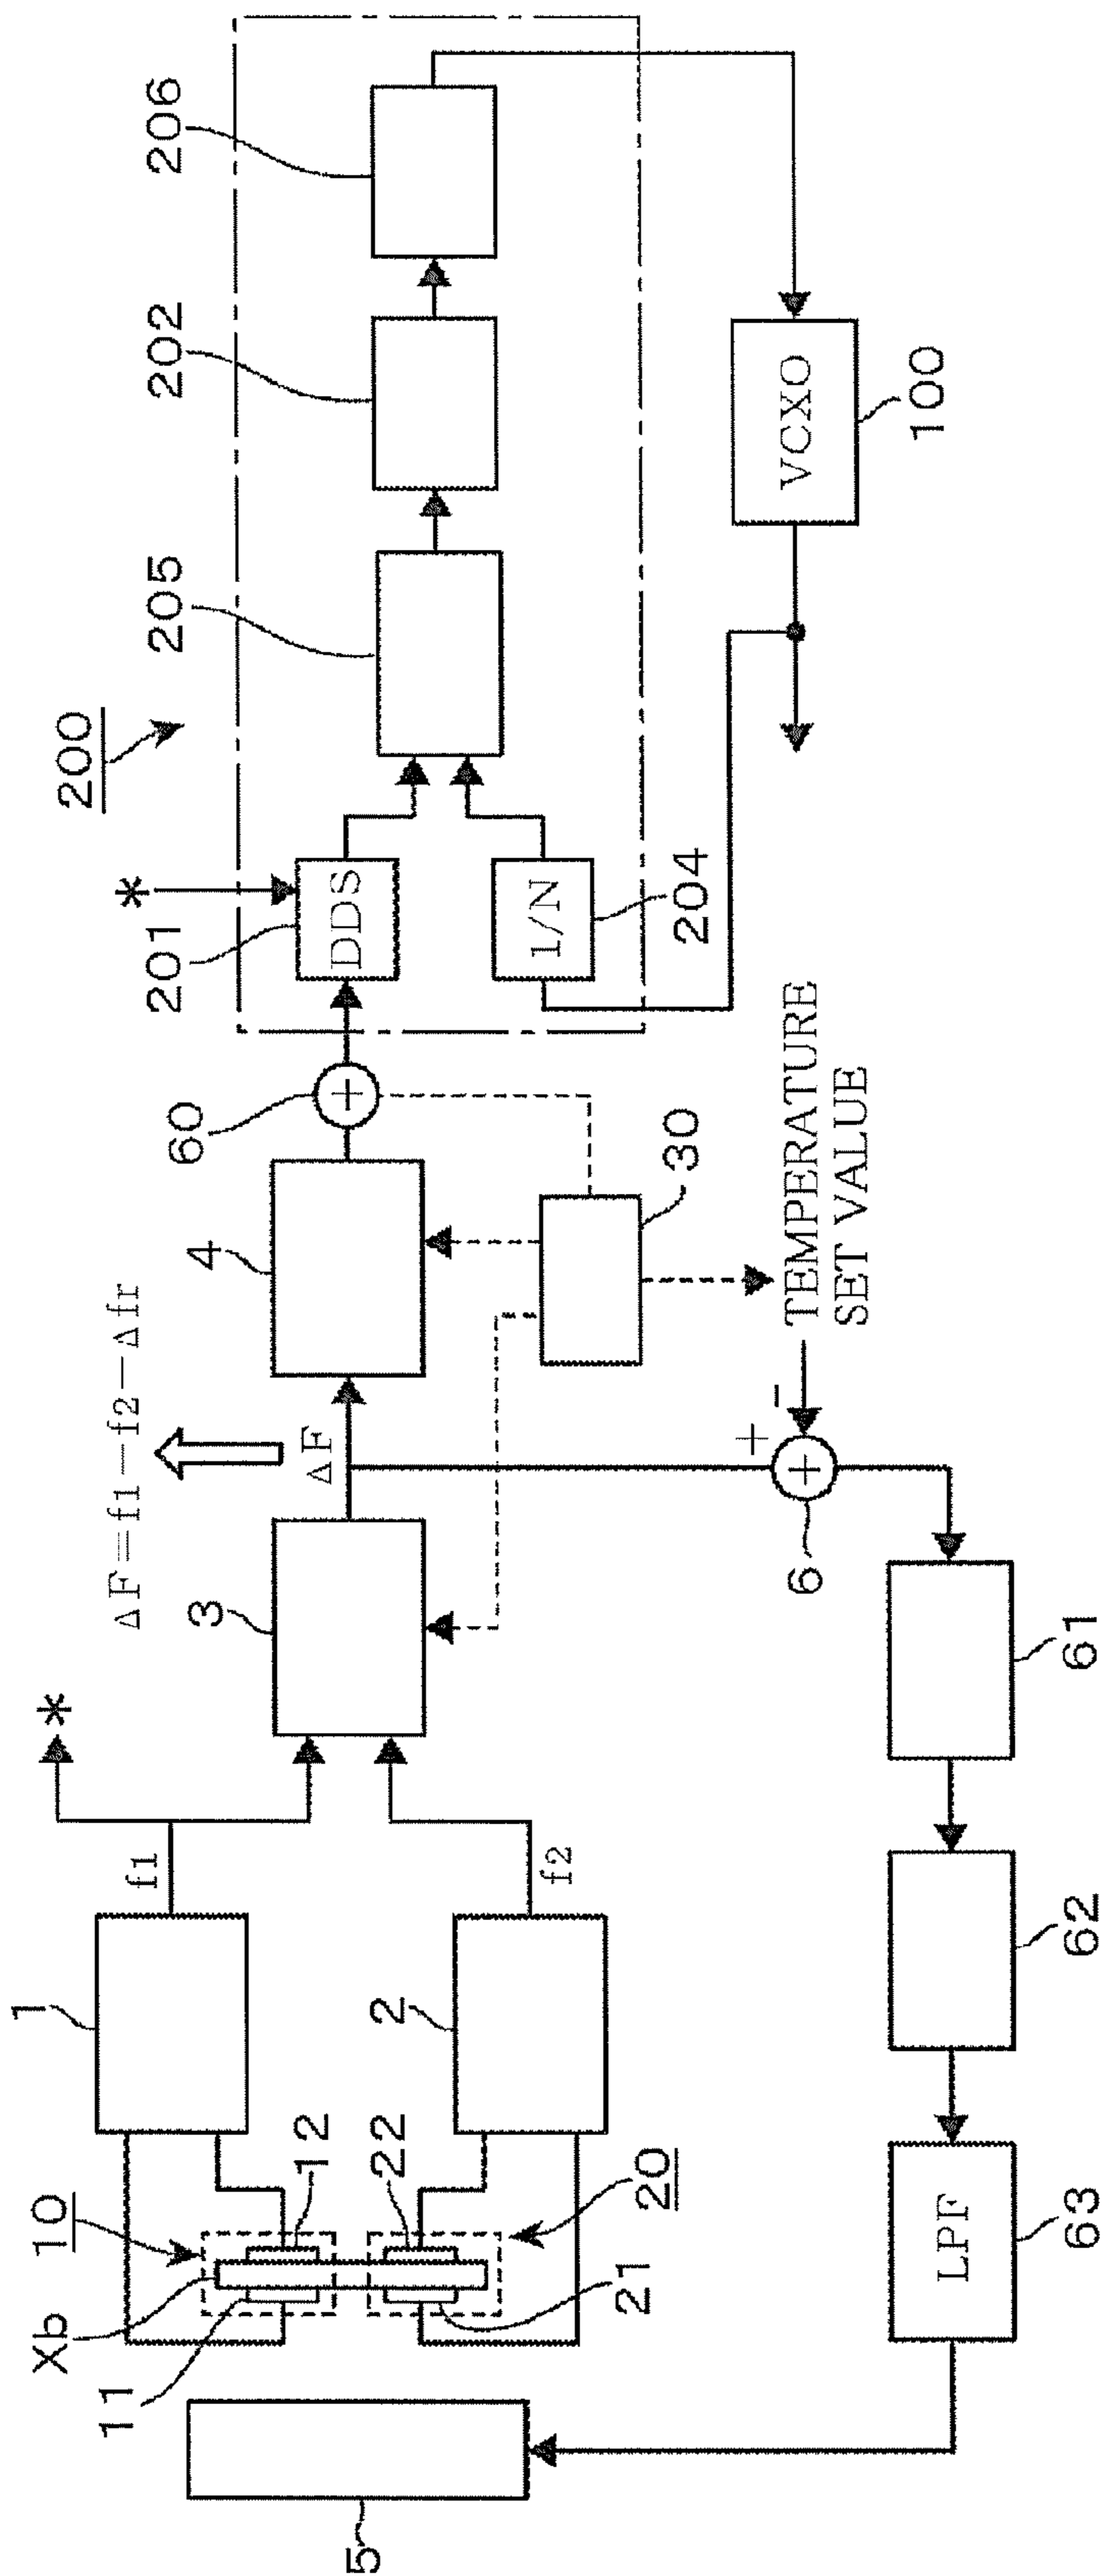 200
206
202
205
*
201
DDS
1/N
204
VCXO
100
60
+
4
30
TEMPERATURE
SET VALUE
ΔF=f1-f2-Δfr
ΔF
3
+
-
+
6
*
f1
f2
1
2
10
12
22
20
Xb
11
21
5
61
62
63
LPF